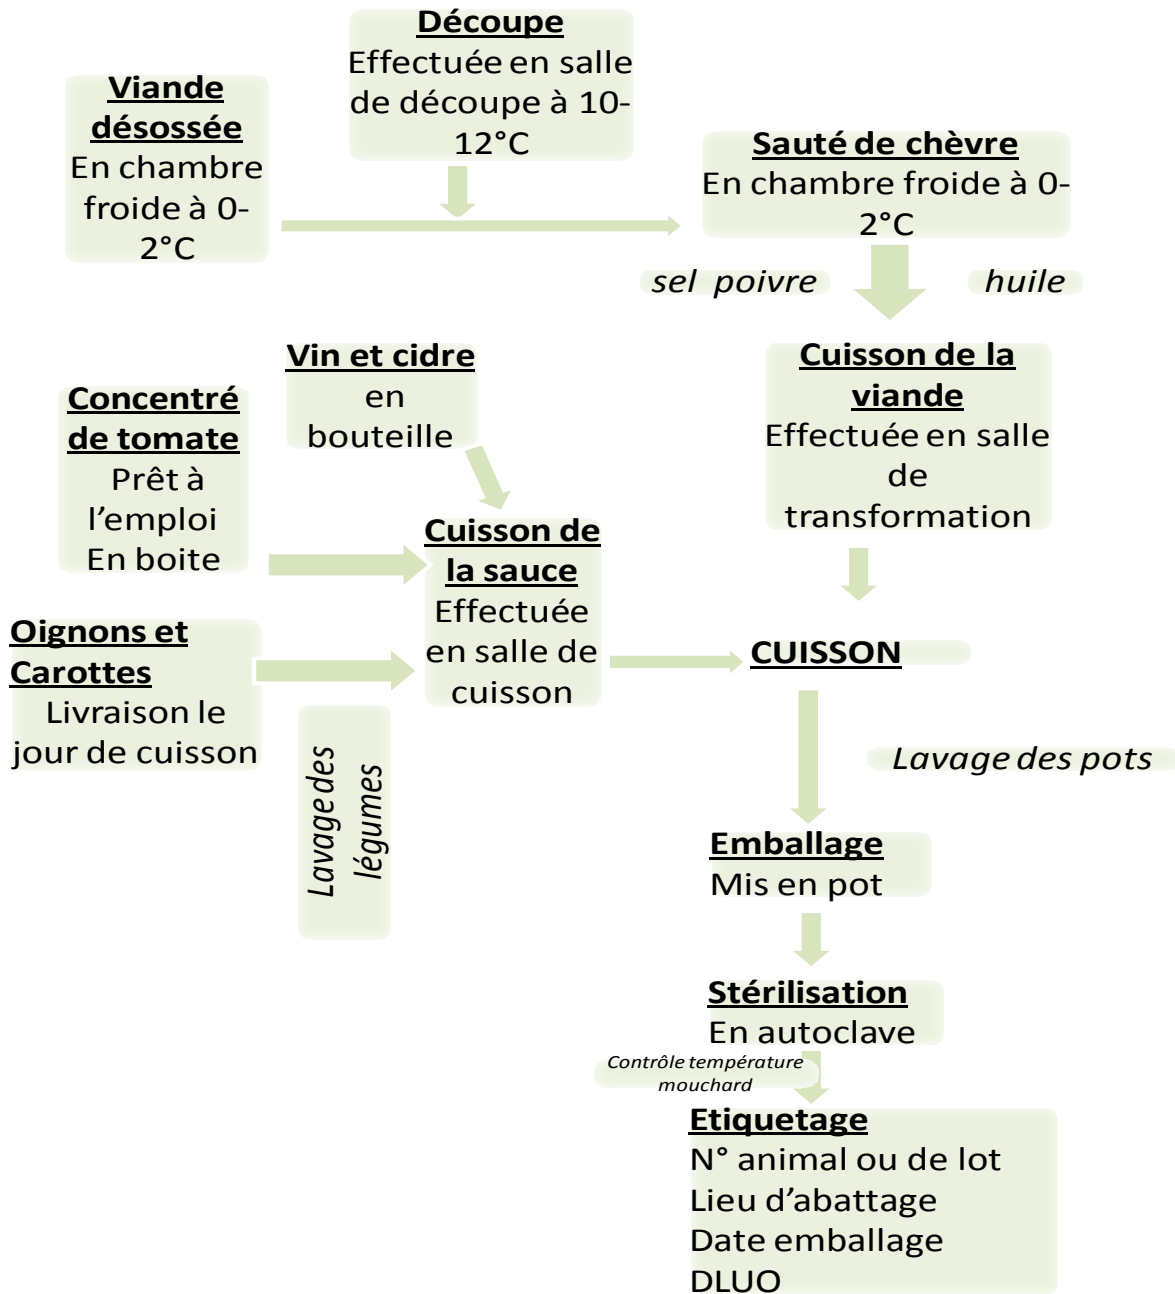 Découpe
Effectuée en salle
de découpe à 10-
12°C
Viande
désossée
En chambre
froide à 0-
2°C
Sauté de chèvre
En chambre froide à 0-
2°C
sel poivre
huile
Vin et cidre
en
bouteille
Cuisson de la
viande
Effectuée en salle
de
transformation
Concentré
de tomate
Prêt à
l'emploi
En boite
Cuisson de
la sauce
Effectuée
en salle de
cuisson
Oignons et
Carottes
Livraison le
jour de cuisson
Lavage des
légumes
CUISSON
Lavage des pots
Emballage
Mis en pot
Stérilisation
En autoclave
Contrôle température
mouchard
Etiquetage
N° animal ou de lot
Lieu d'abattage
Date emballage
DLUO